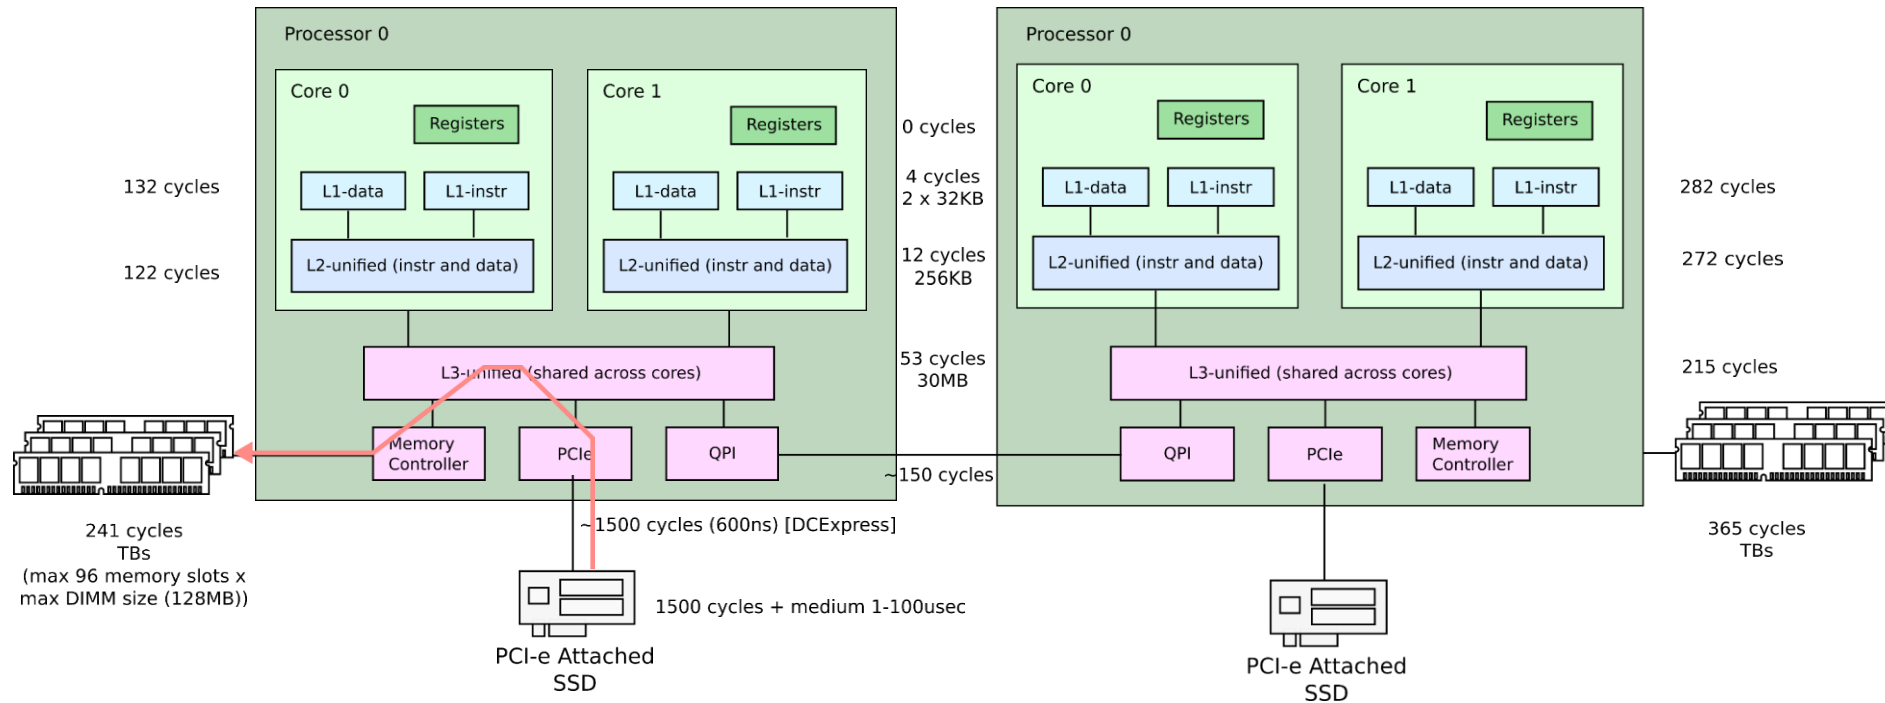 Processor 0
Core 0
Registers
L1-data
L1-instr
L2-unified (instr and data)
Core 1
Registers
L1-data
L1-instr
L2-unified (instr and data)
L3-unified (shared across cores)
Memory
Controller
PCIe
QPI
132 cycles
122 cycles
241 cycles
TBs
(max 96 memory slots x
max DIMM size (128MB))
0 cycles
4 cycles
2 x 32KB
12 cycles
256KB
53 cycles
30MB
~150 cycles
~1500 cycles (600ns) [DCExpress]
1500 cycles + medium 1-100usec
PCI-e Attached
SSD
Processor 0
Core 0
Registers
L1-data
L1-instr
L2-unified (instr and data)
Core 1
Registers
L1-data
L1-instr
L2-unified (instr and data)
L3-unified (shared across cores)
QPI
PCIe
Memory
Controller
282 cycles
272 cycles
215 cycles
365 cycles
TBs
PCI-e Attached
SSD